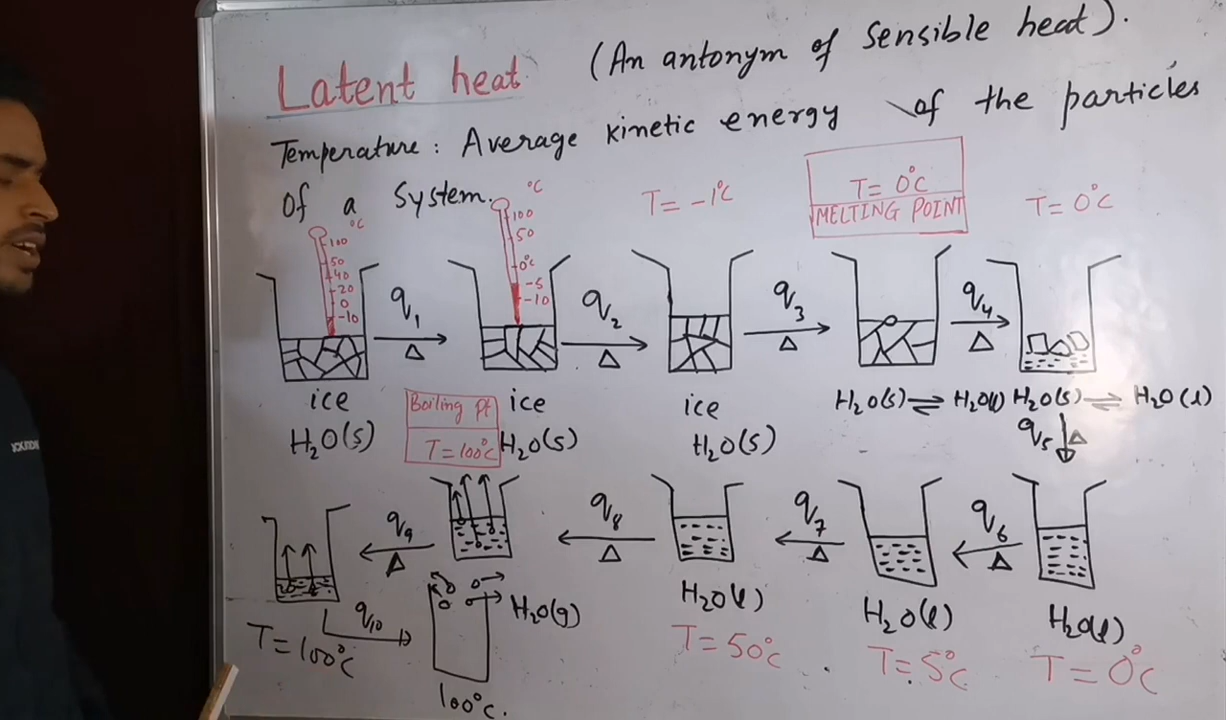 Latent heat (An antonym of sensible heat).
Temperature: Average kinetic energy of the particles
of a system.
°C
100
50
40
20
0
-10
°C
100
50
0°C
-5
-10
T= -1°C
T= 0°C
MELTING POINT
T= 0°C
q1 Δ
q2 Δ
q3 Δ
q4 Δ
ice
H2O(s)
Boiling pt
T=100°C
ice
H2O(s)
ice
H2O(s)
H2O(s) ⇌ H2O(l)
H2O(s) ⇌ H2O(l)
q5 Δ
q6 Δ
q7 Δ
q8 Δ
q9 Δ
H2O(l)
T=0°C
H2O(l)
T=5°C
H2O(l)
T=50°C
T=100°C
q10
H2O(g)
100°C.